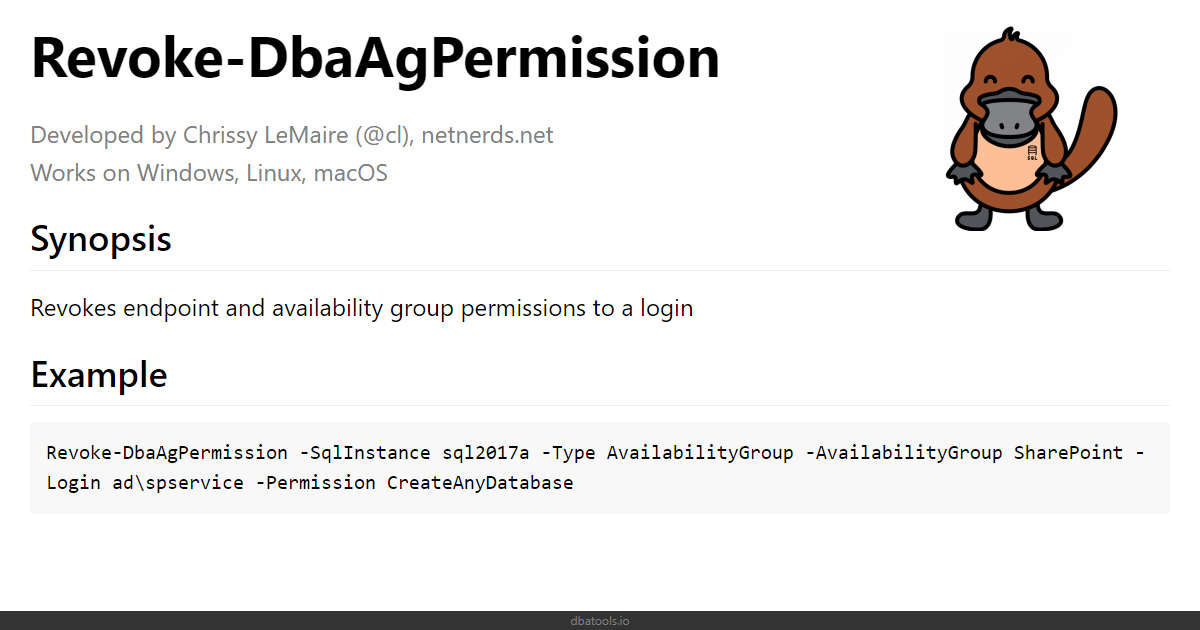 Revoke-DbaAgPermission
Developed by Chrissy LeMaire (@cl), netnerds.net
Works on Windows, Linux, macOS
SQL
Synopsis
Revokes endpoint and availability group permissions to a login
Example
Revoke-DbaAgPermission -SqlInstance sql2017a -Type AvailabilityGroup -AvailabilityGroup SharePoint -
Login ad\spservice -Permission CreateAnyDatabase
dbatools.io